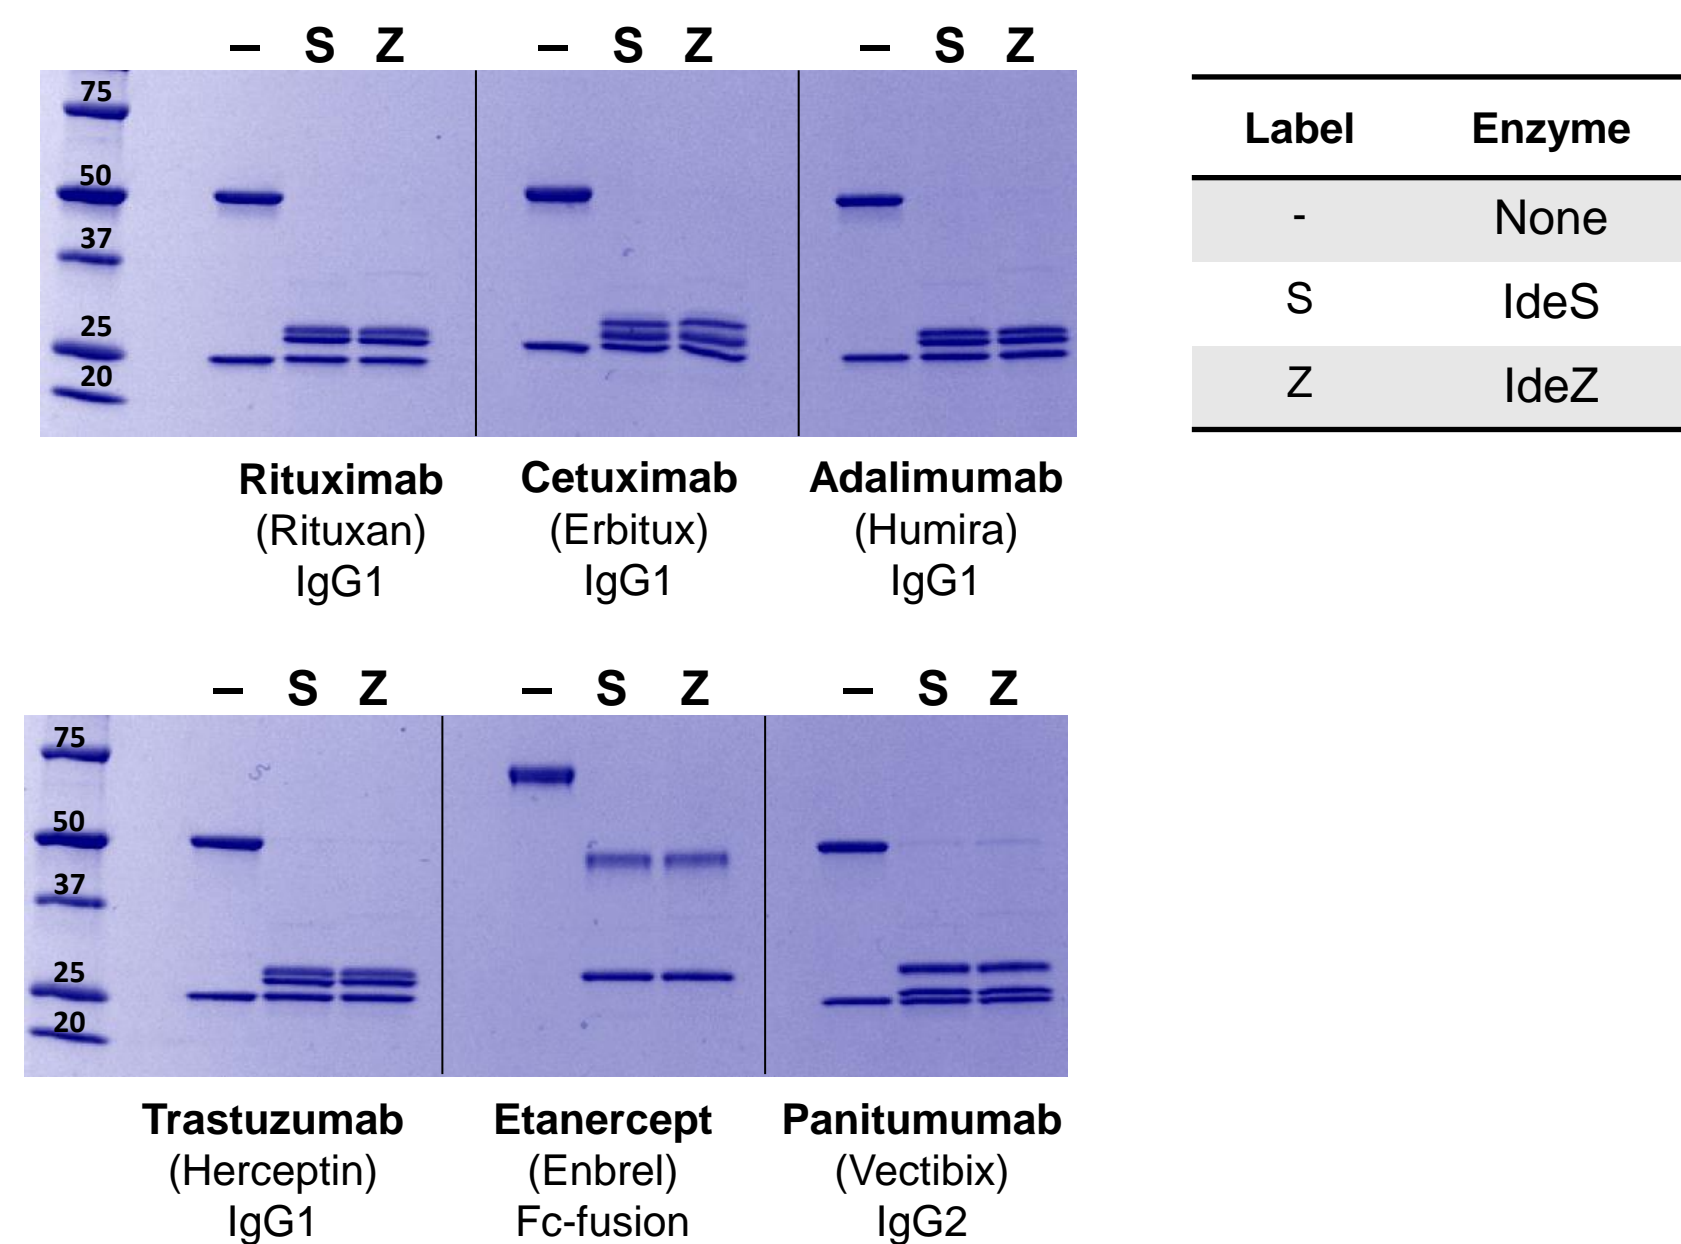 – S Z – S Z – S Z
75
50
37
25
20
Rituximab
(Rituxan)
IgG1
Cetuximab
(Erbitux)
IgG1
Adalimumab
(Humira)
IgG1
Label Enzyme
- None
S IdeS
Z IdeZ
– S Z – S Z – S Z
75
50
37
25
20
Trastuzumab
(Herceptin)
IgG1
Etanercept
(Enbrel)
Fc-fusion
Panitumumab
(Vectibix)
IgG2